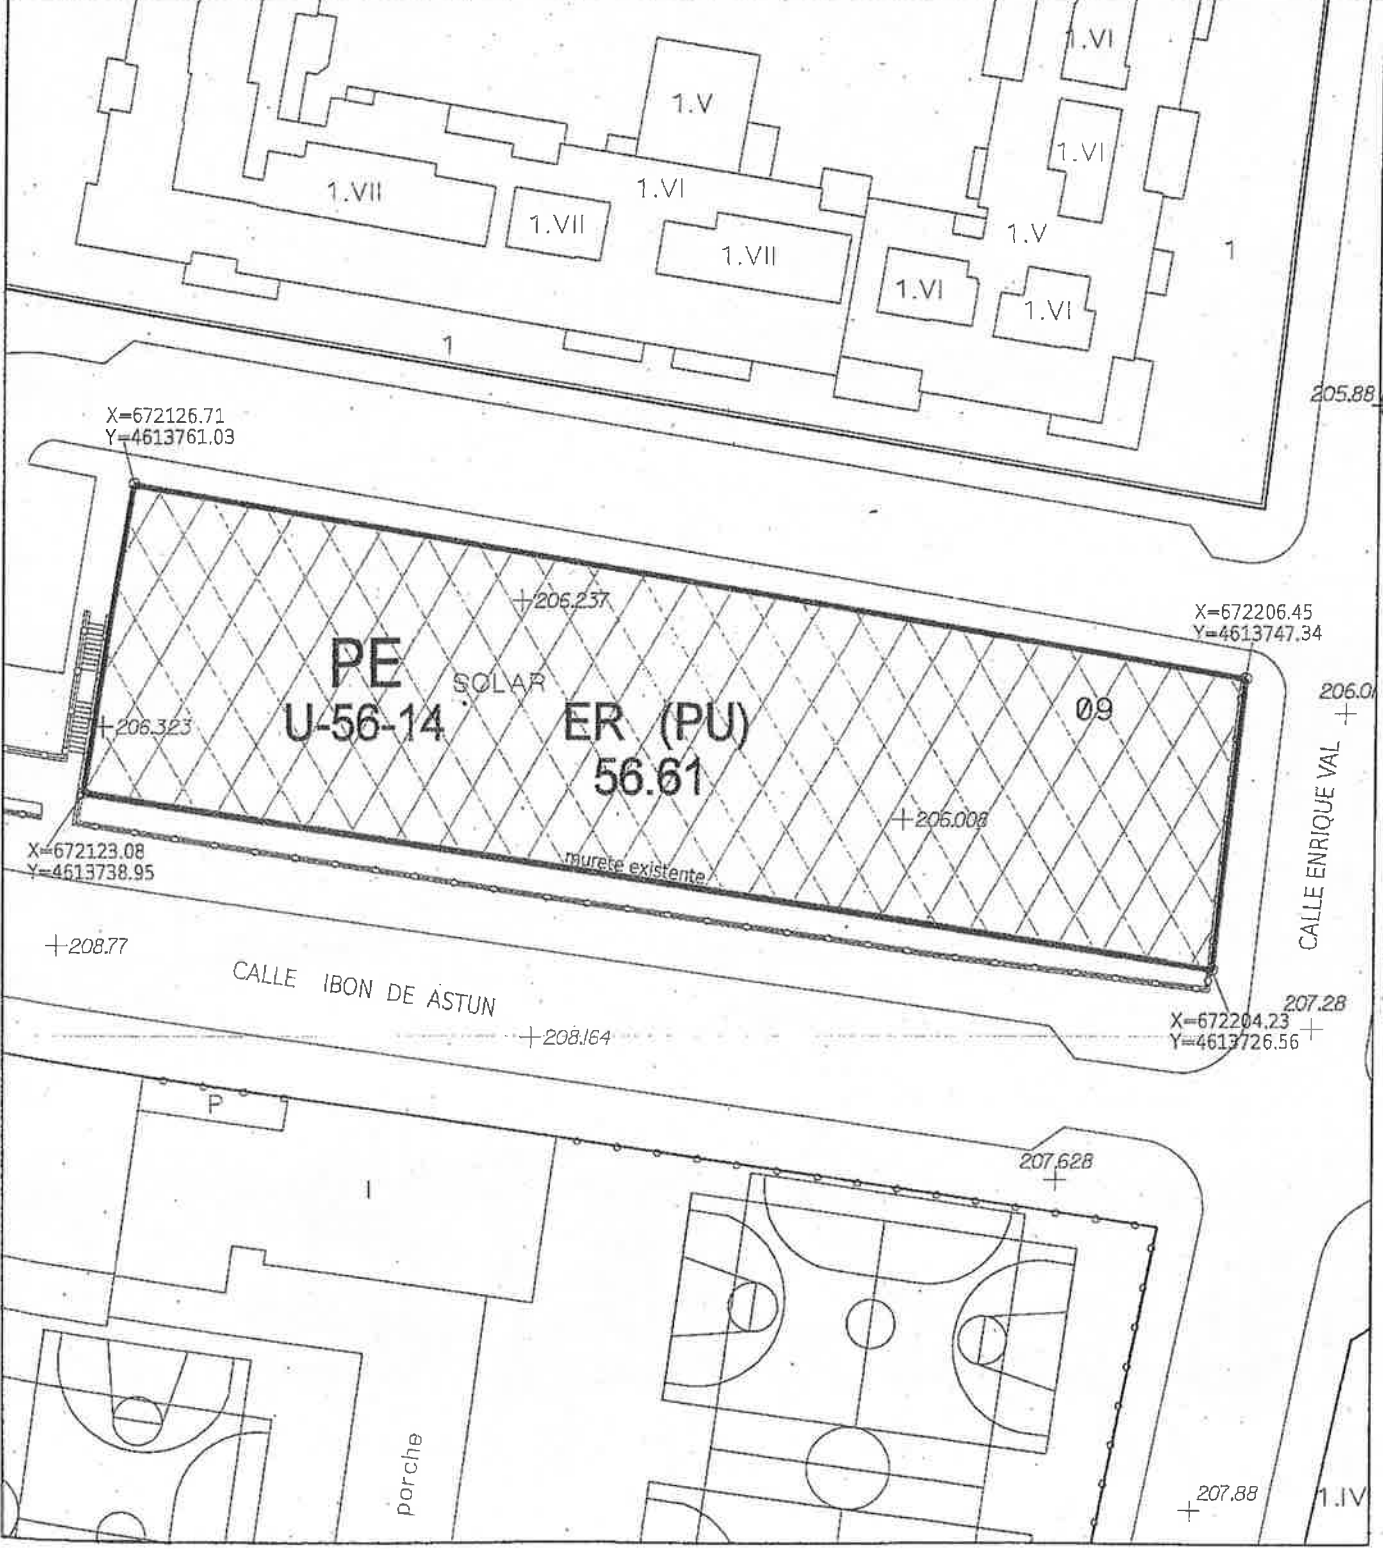 1.VI
1.V
1.VI
1.VII
1.VI
1.VII
1.V
1.VII
1
1.VI
1.VI
1
205.88
X=672126.71
Y=4613761.03
206.237
X=672206.45
Y=4613747.34
PE
SOLAR
U-56-14
ER (PU)
56.61
09
206.323
206.008
CALLE ENRIQUE VAL
murete existente
X=672123.08
Y=4613738.95
208.77
CALLE IBON DE ASTUN
207.28
X=672204.23
Y=4613726.56
208.164
P
207.628
I
porche
207.88
1.IV